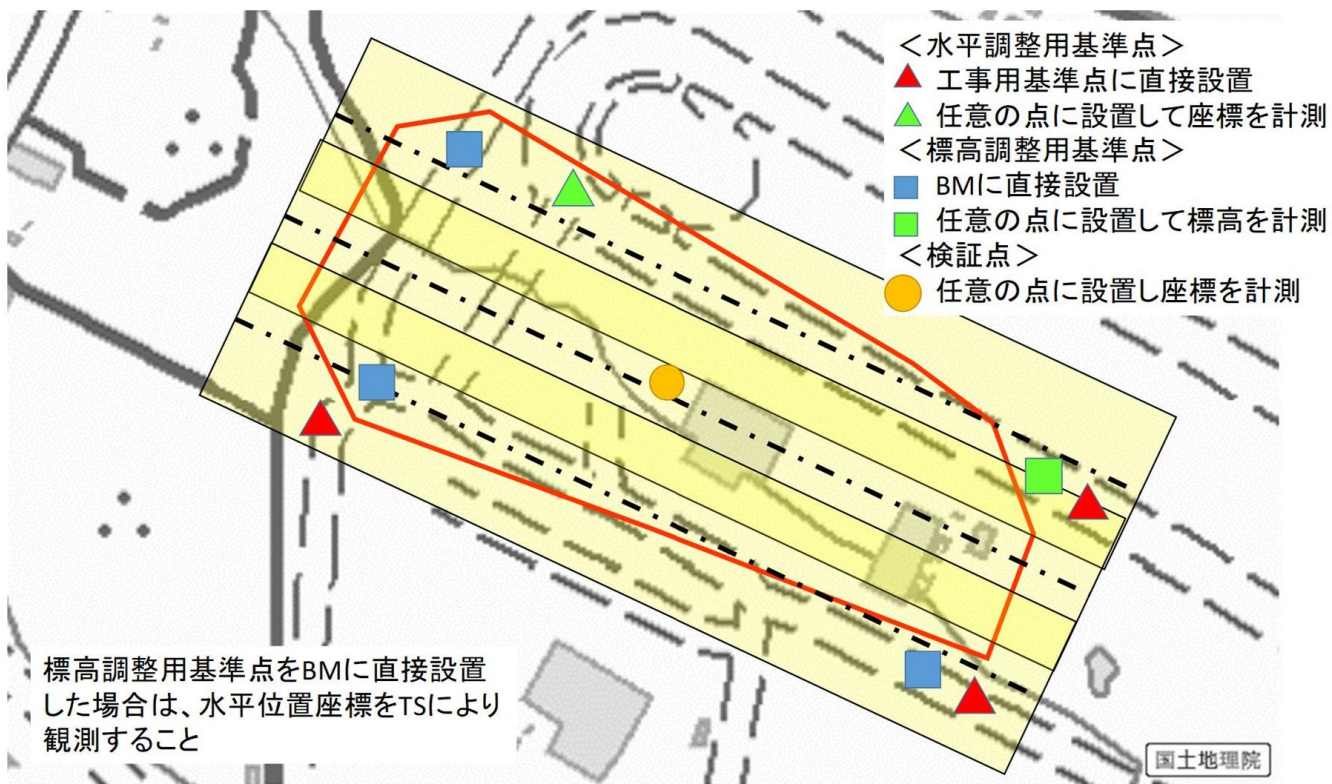 ＜水平調整用基準点＞
工事用基準点に直接設置
任意の点に設置して座標を計測
＜標高調整用基準点＞
BMに直接設置
任意の点に設置して標高を計測
＜検証点＞
任意の点に設置し座標を計測
標高調整用基準点をBMに直接設置
した場合は、水平位置座標をTSにより
観測すること
国土地理院